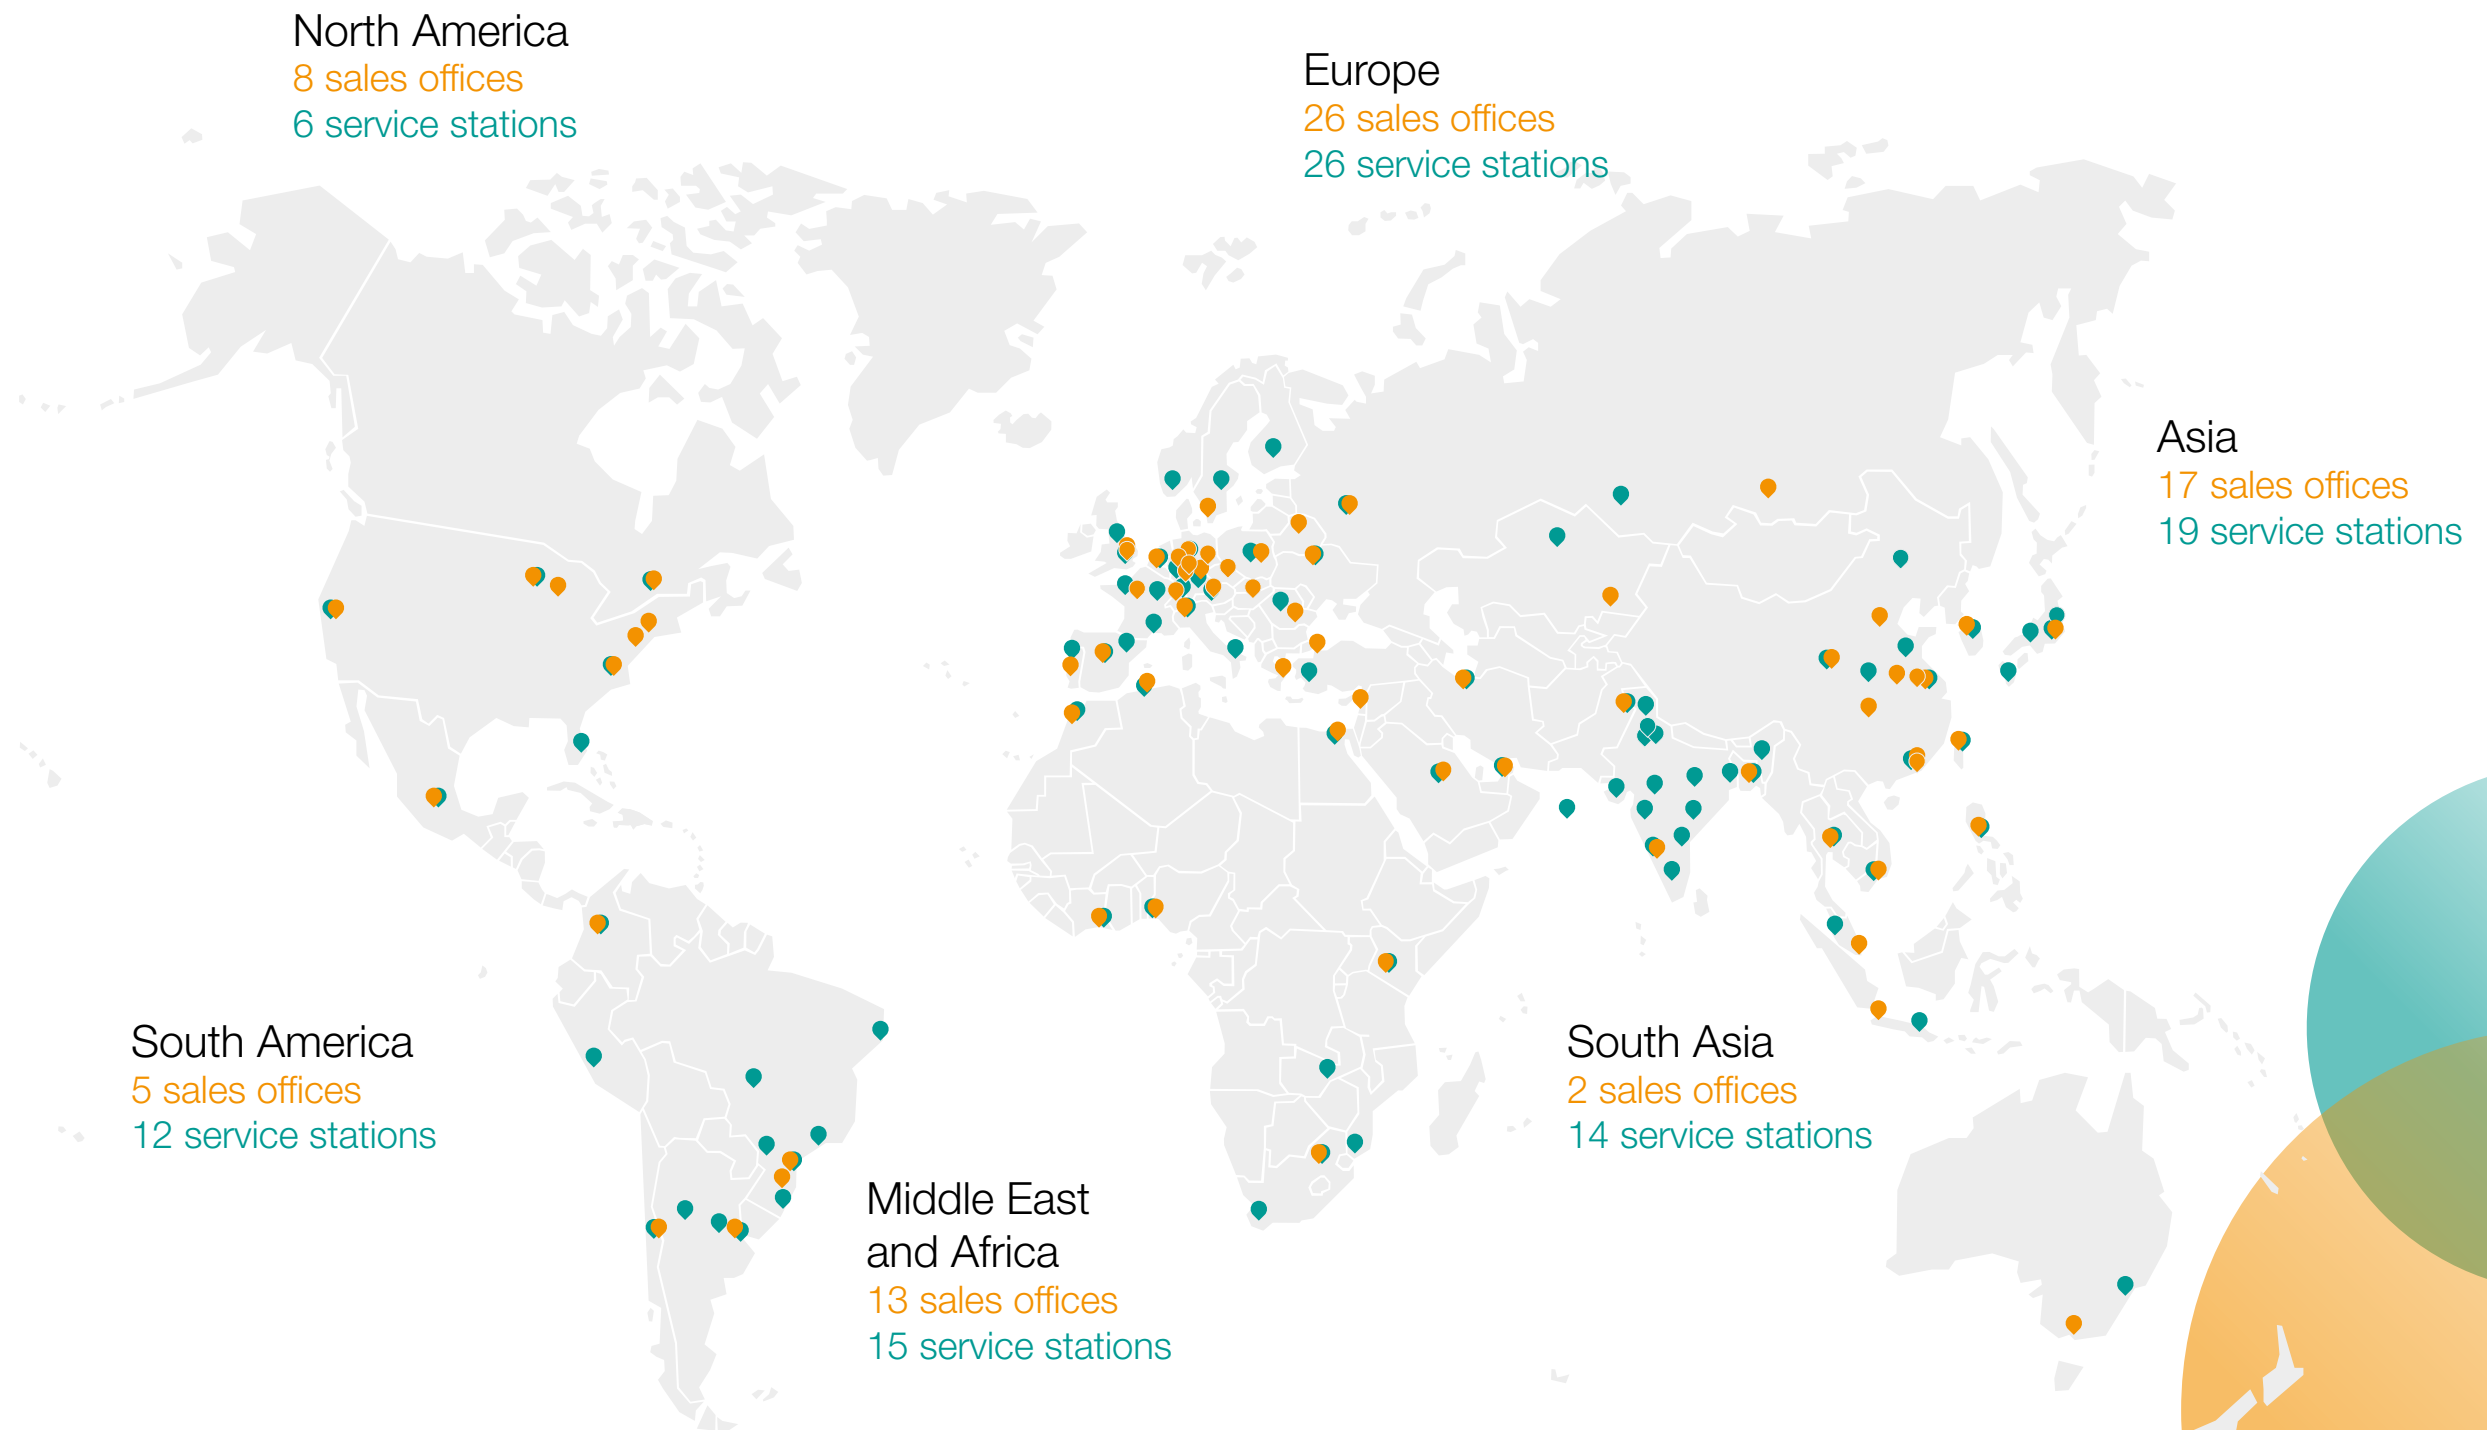 North America
8 sales offices
6 service stations
Europe
26 sales offices
26 service stations
Asia
17 sales offices
19 service stations
South America
5 sales offices
12 service stations
South Asia
2 sales offices
14 service stations
Middle East
and Africa
13 sales offices
15 service stations